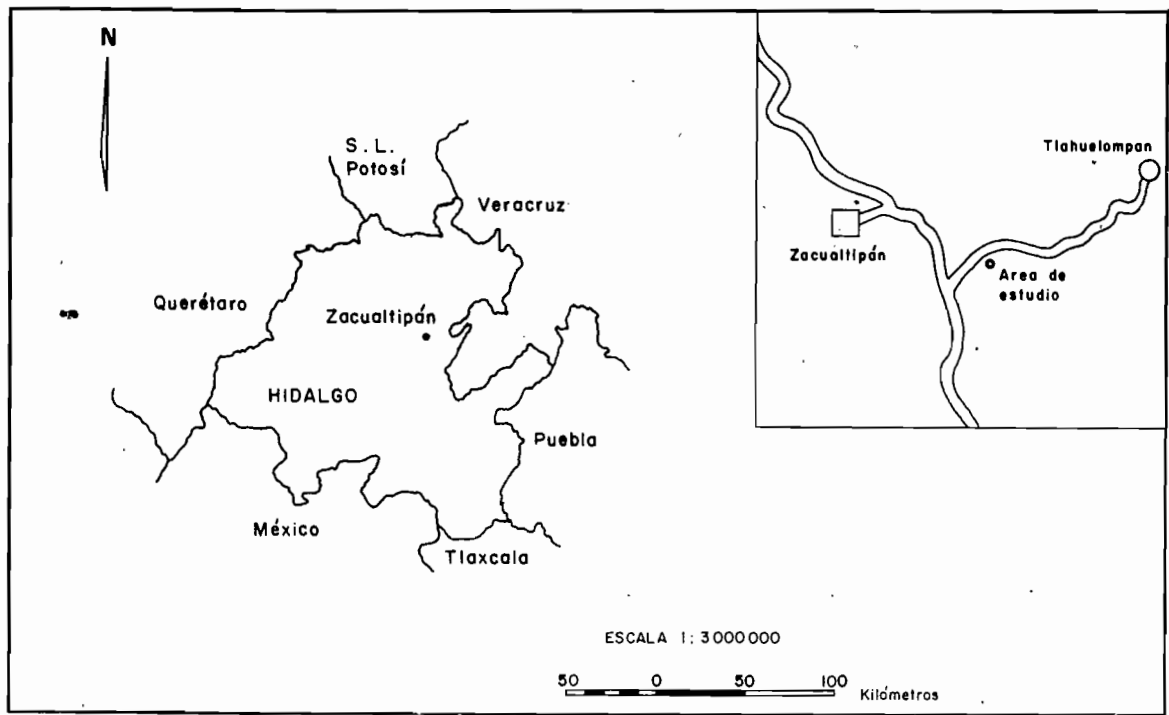 N
S.L.
Potosí
Veracruz
Querétaro
Zacualtipán
HIDALGO
Puebla
México
Tlaxcala
ESCALA 1:3000000
50 0 50 100
Kilómetros
Tlahuelompan
Zacualtipán
Area de
estudio